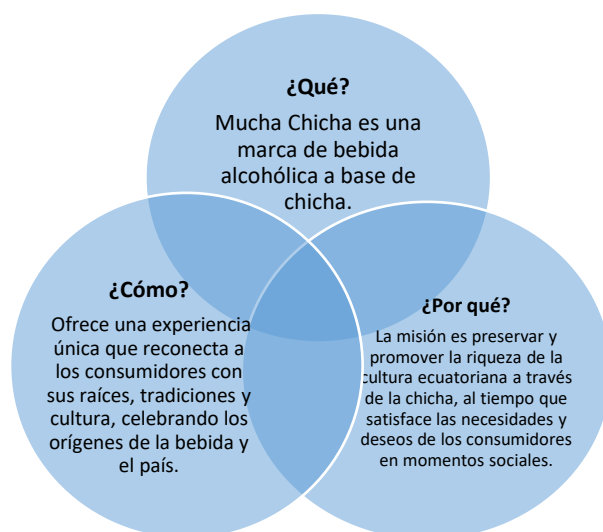 ¿Qué?
Mucha Chicha es una
marca de bebida
alcohólica a base de
chicha.
¿Cómo?
Ofrece una experiencia
única que reconecta a
los consumidores con
sus raíces, tradiciones y
cultura, celebrando los
orígenes de la bebida y
el país.
¿Por qué?
La misión es preservar y
promover la riqueza de la
cultura ecuatoriana a través
de la chicha, al tiempo que
satisface las necesidades y
deseos de los consumidores
en momentos sociales.